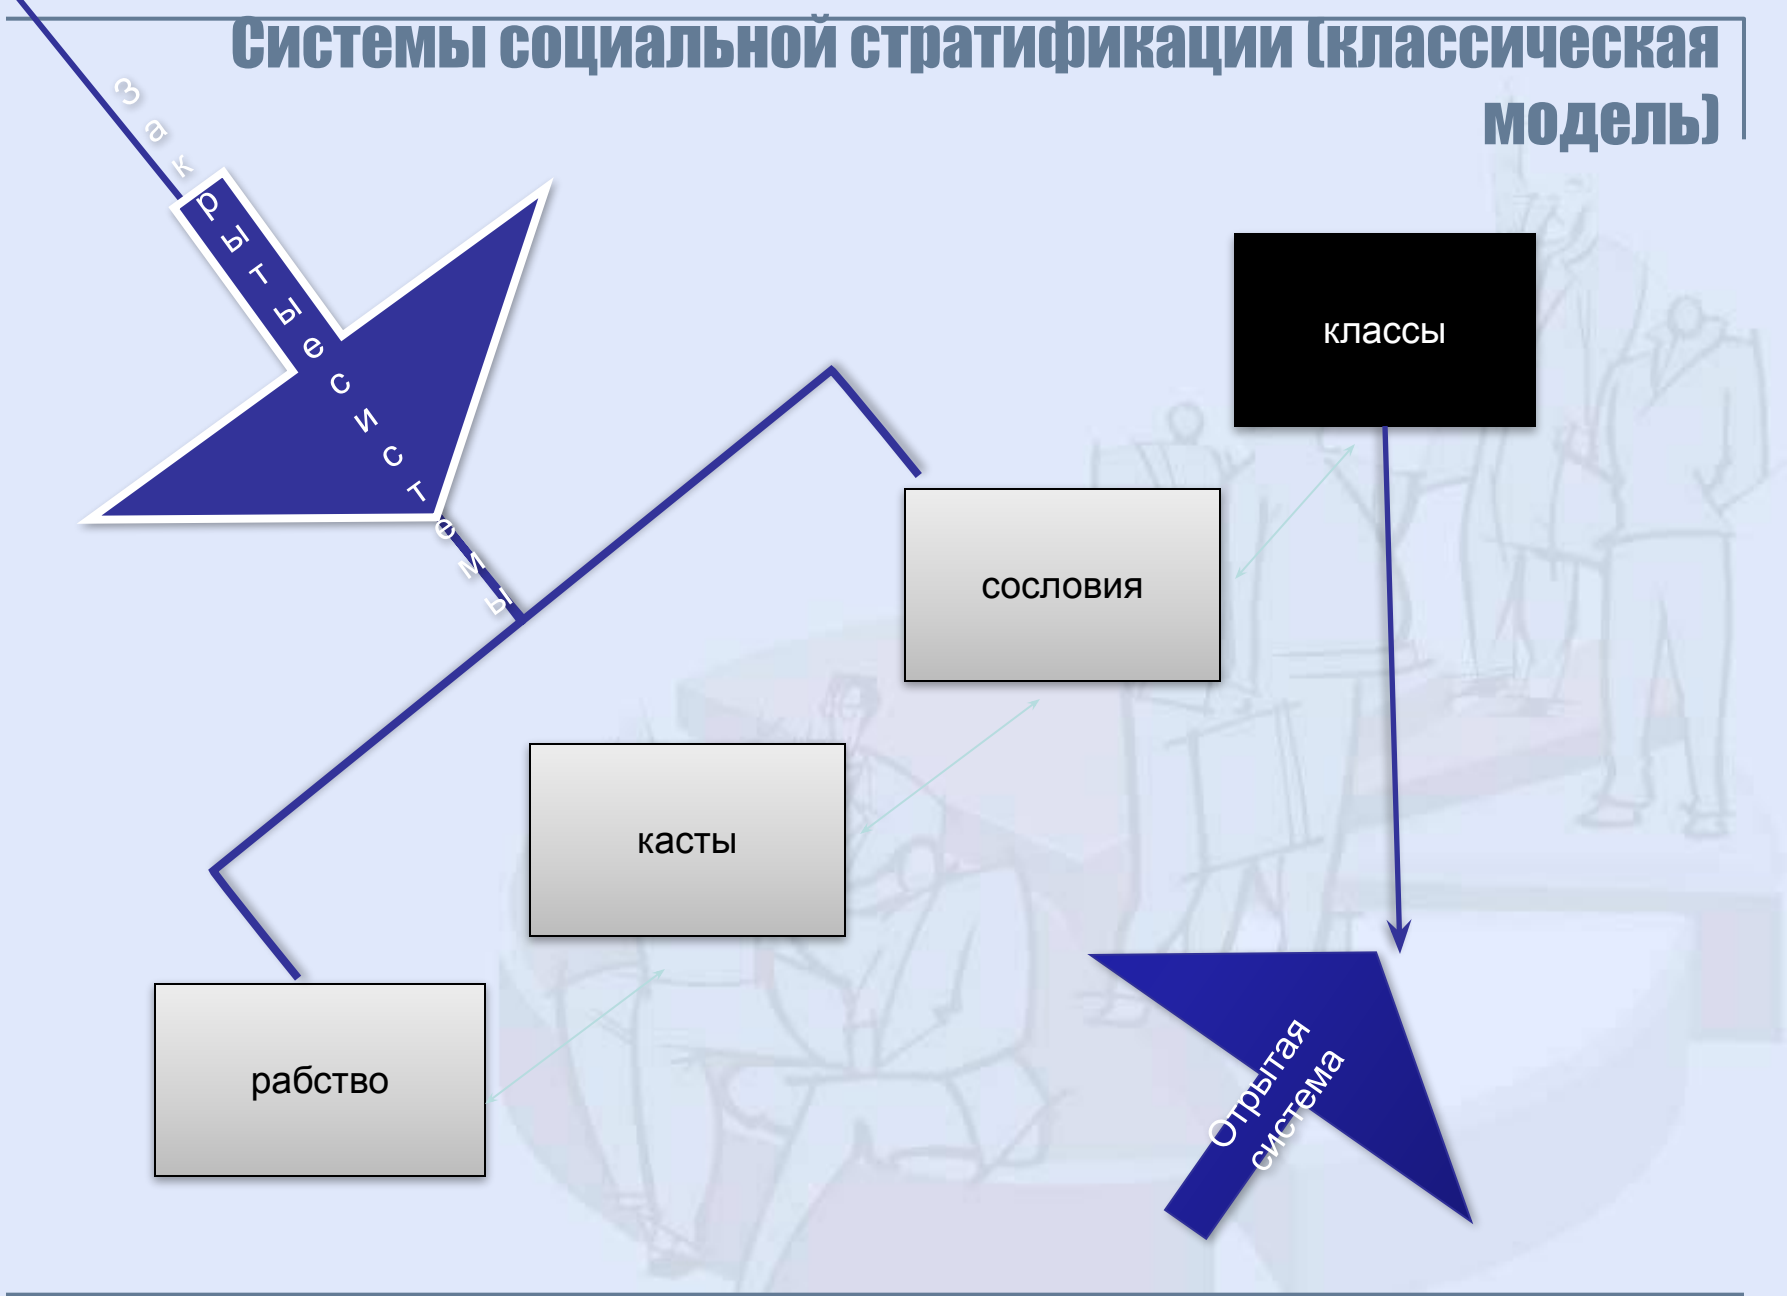 Системы социальной стратификации (классическая
модель)
Закрытые системы
классы
сословия
касты
рабство
Отрытая
система